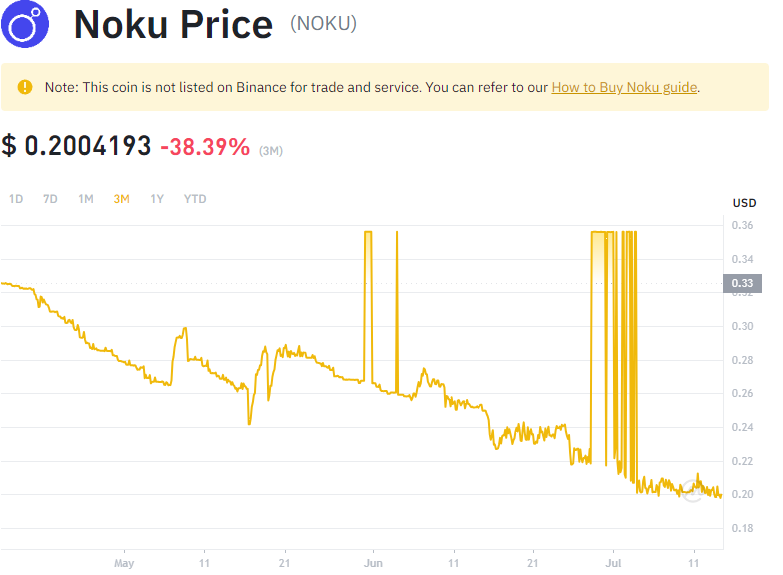 Noku Price (NOKU)
Note: This coin is not listed on Binance for trade and service. You can refer to our How to Buy Noku guide.
$ 0.2004193 -38.39% (3M)
1D 7D 1M 3M 1Y YTD
USD
0.36
0.34
0.33
0.32
0.30
0.28
0.26
0.24
0.22
0.20
0.18
May 11 21 Jun 11 21 Jul 11